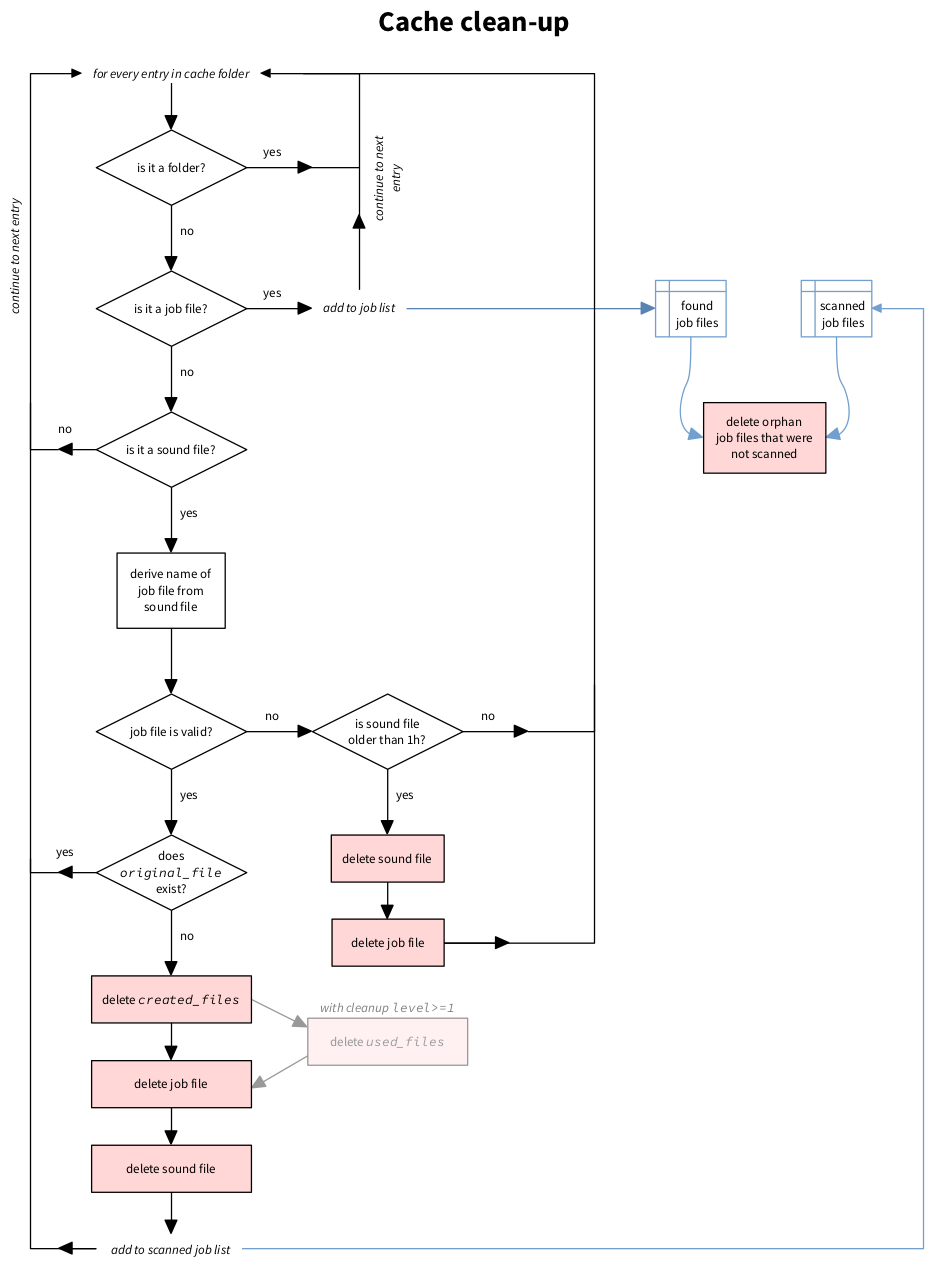 Cache clean-up
for every entry in cache folder
is it a folder?
yes
continue to next
entry
no
continue to next entry
is it a job file?
yes
add to job list
found
job files
scanned
job files
no
delete orphan
job files that were
not scanned
is it a sound file?
no
yes
derive name of
job file from
sound file
job file is valid?
no
is sound file
older than 1h?
no
yes
yes
does
original_file
exist?
yes
delete sound file
no
delete job file
delete created_files
with cleanup level>=1
delete used_files
delete job file
delete sound file
add to scanned job list